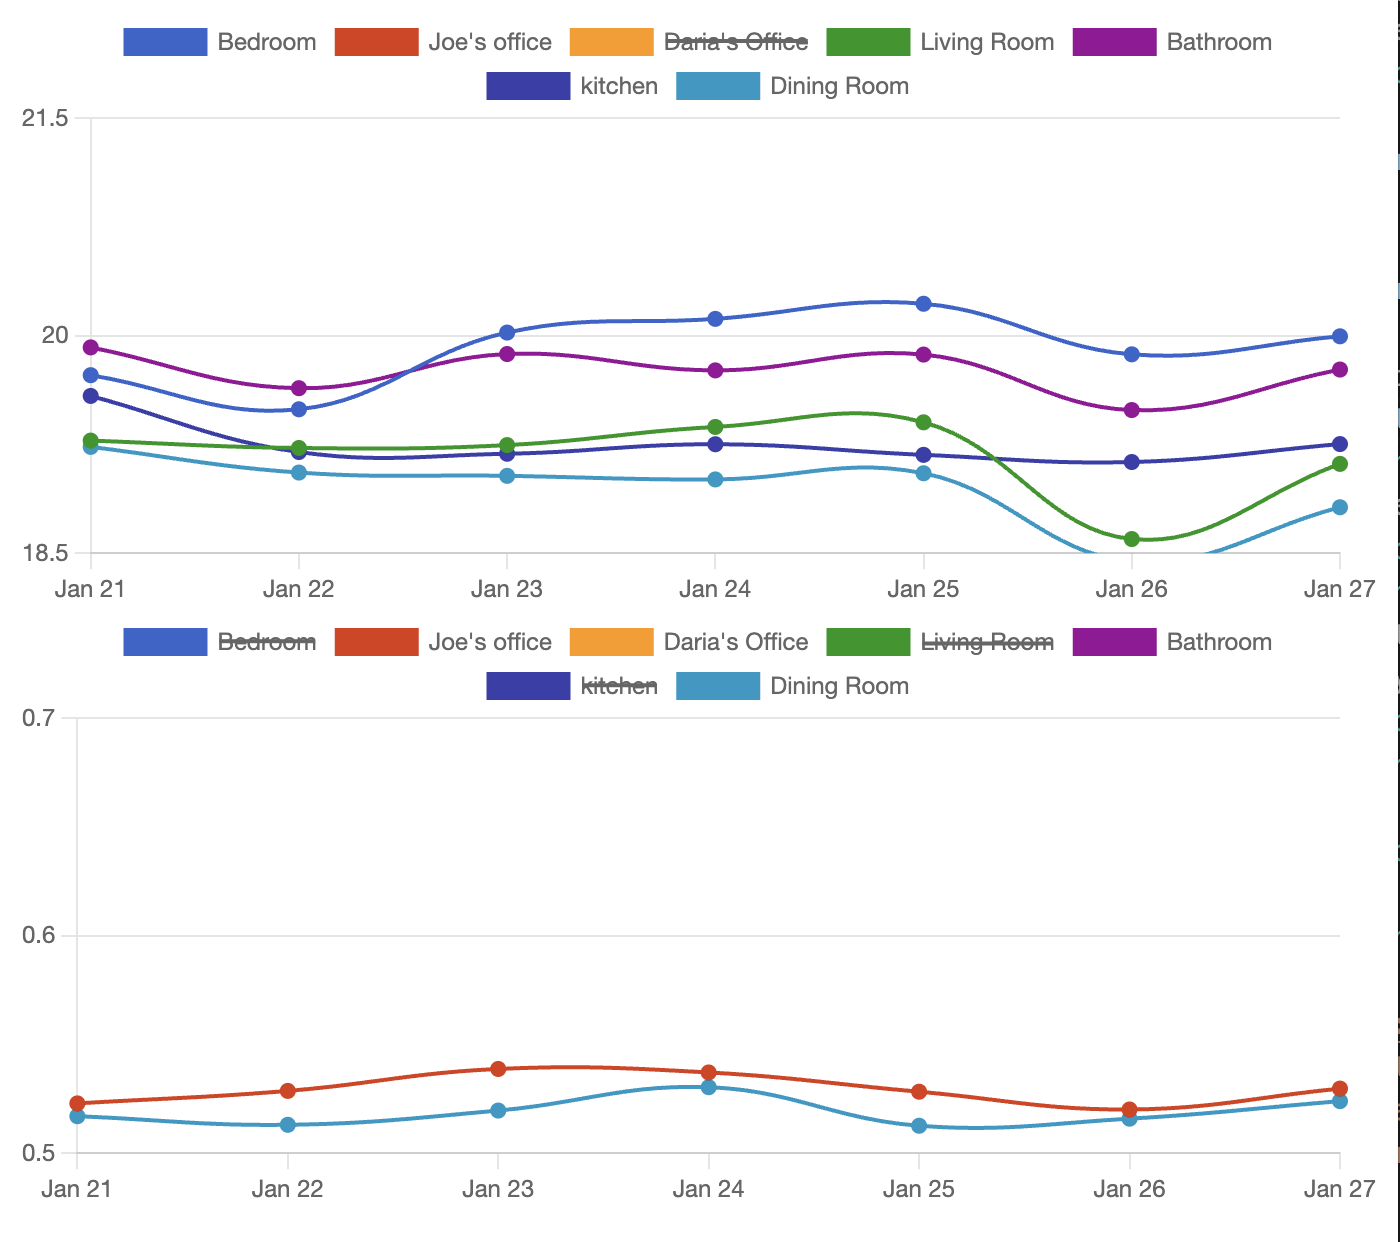 Bedroom Joe's office Daria's Office Living Room Bathroom
kitchen Dining Room
21.5
20
18.5
Jan 21 Jan 22 Jan 23 Jan 24 Jan 25 Jan 26 Jan 27
Bedroom Joe's office Daria's Office Living Room Bathroom
kitchen Dining Room
0.7
0.6
0.5
Jan 21 Jan 22 Jan 23 Jan 24 Jan 25 Jan 26 Jan 27